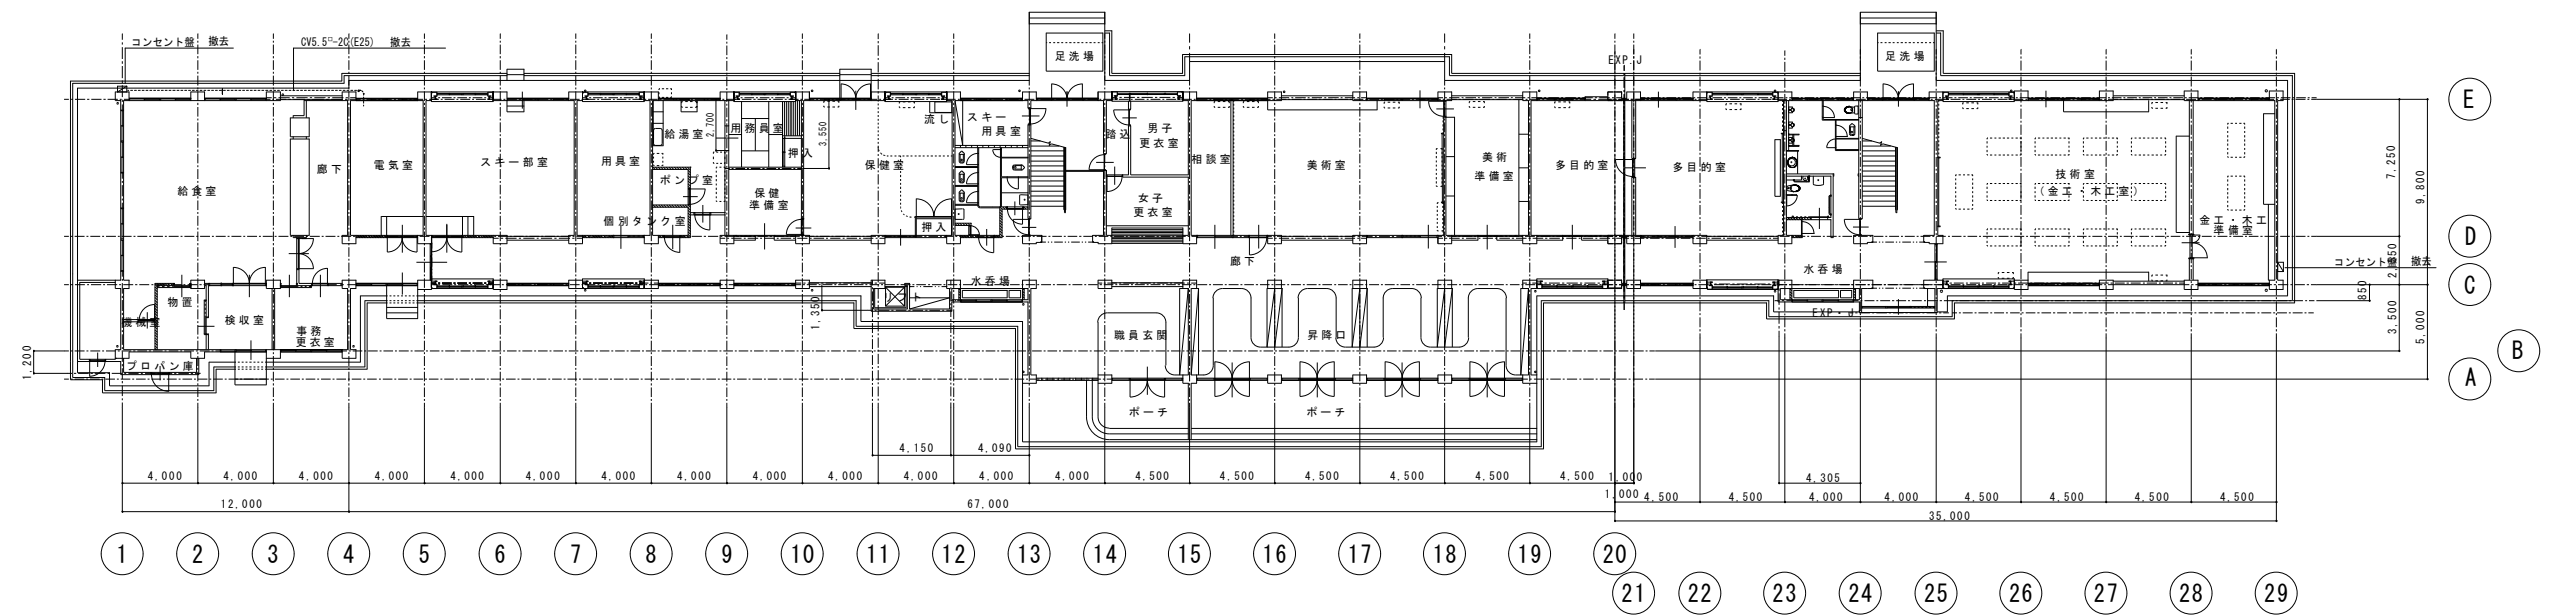 コンセント盤 撤去
CV5.5□-2C(E25) 撤去
足洗場
EXP.J
足洗場
E
給食室
廊下
電気室
スキー部室
用具室
給湯室
2,700
用務員室
押入
3,550
流し
保健室
スキー
用具室
踏込
男子
更衣室
相談室
美術室
美術
準備室
多目的室
多目的室
技術室
(金工・木工室)
金工・木工
準備室
7,250
9,800
ポンプ室
個別タンク室
保健
準備室
押入
女子
更衣室
D
廊下
水呑場
水呑場
コンセント盤 撤去
C
物置
機械室
検収室
事務
更衣室
プロパン庫
1,200
1,350
ト
職員玄関
昇降口
EXP.J
850
3,500
5,000
B
A
ポーチ
ポーチ
4,150
4,090
4,305
4,000
4,000
4,000
4,000
4,000
4,000
4,000
4,000
4,000
4,000
4,000
4,000
4,000
4,500
4,500
4,500
4,500
4,500
4,500
1,000
1,000
4,500
4,500
4,000
4,000
4,500
4,500
4,500
4,500
12,000
67,000
35,000
1
2
3
4
5
6
7
8
9
10
11
12
13
14
15
16
17
18
19
20
21
22
23
24
25
26
27
28
29